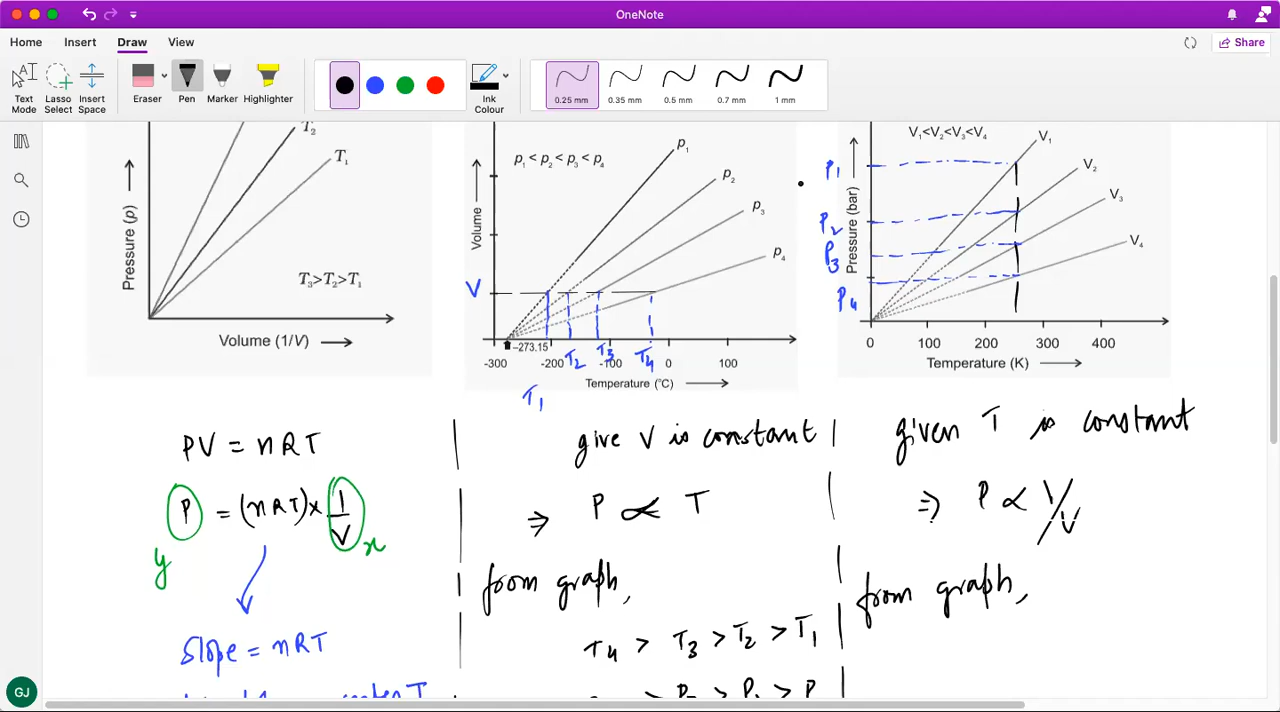 OneNote
Home Insert Draw View
Share
Text Mode
Lasso Select
Insert Space
Eraser
Pen
Marker
Highlighter
Ink Colour
0.25 mm
0.35 mm
0.5 mm
0.7 mm
1 mm
T2
T1
Pressure (p)
T3>T2>T1
Volume (1/V)
p1 < p2 < p3 < p4
p1
p2
p3
p4
Volume
V
-273.15
-300 -200 0 100
T2 T3 T4
Temperature (°C)
T1
V1<V2<V3<V4
V1
V2
V3
V4
P1
P2
P3
P4
Pressure (bar)
0 100 200 300 400
Temperature (K)
PV = nRT
P = (nRT) × 1/V
y
x
Slope = nRT
give V is constant
⇒ P ∝ T
from graph,
T4 > T3 > T2 > T1
given T is constant
⇒ P ∝ 1/V
from graph,
GJ